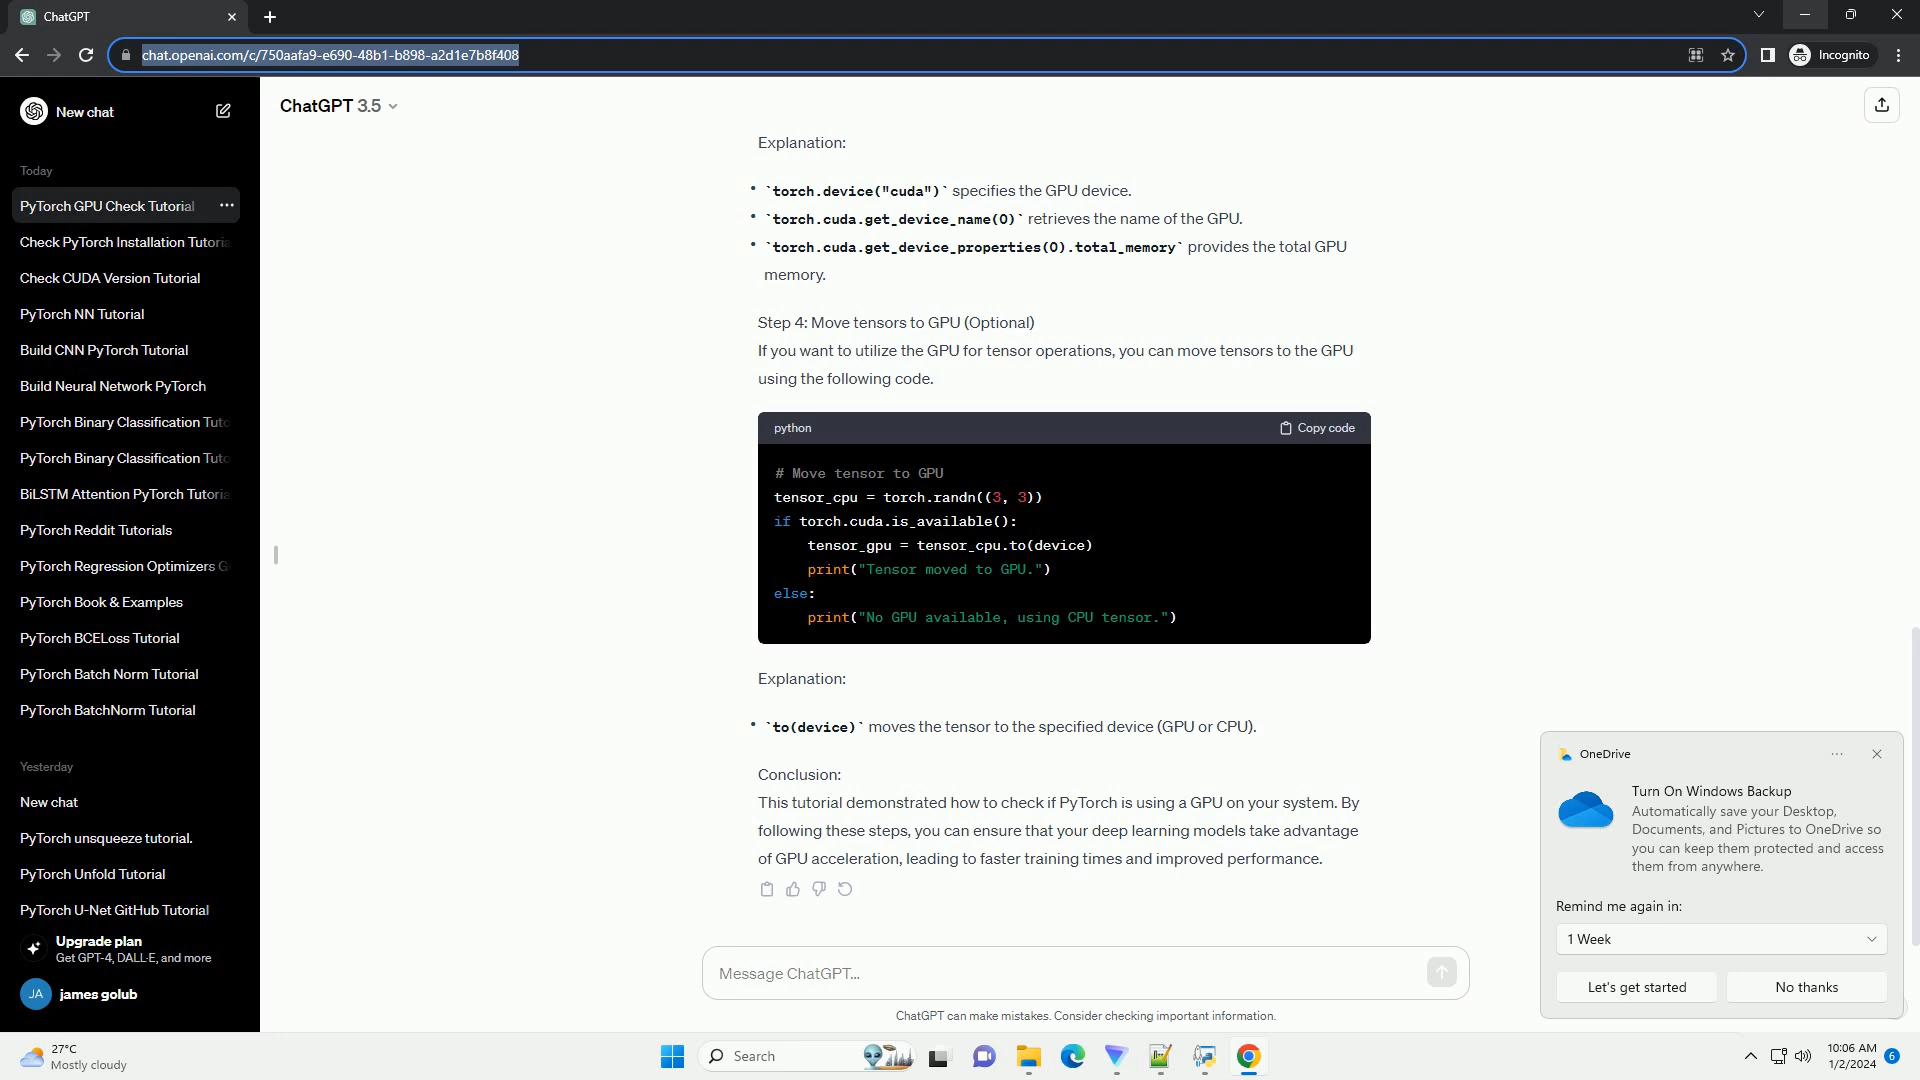 ChatGPT
chat.openai.com/c/750aafa9-e690-48b1-b898-a2d1e7b8f408
Incognito
New chat
Today
PyTorch GPU Check Tutorial
Check PyTorch Installation Tutoria
Check CUDA Version Tutorial
PyTorch NN Tutorial
Build CNN PyTorch Tutorial
Build Neural Network PyTorch
PyTorch Binary Classification Tuto
PyTorch Binary Classification Tuto
BiLSTM Attention PyTorch Tutoria
PyTorch Reddit Tutorials
PyTorch Regression Optimizers G
PyTorch Book & Examples
PyTorch BCELoss Tutorial
PyTorch Batch Norm Tutorial
PyTorch BatchNorm Tutorial
Yesterday
New chat
PyTorch unsqueeze tutorial.
PyTorch Unfold Tutorial
PyTorch U-Net GitHub Tutorial
Upgrade plan
Get GPT-4, DALL·E, and more
JA james golub
ChatGPT 3.5
Explanation:
• `torch.device("cuda")` specifies the GPU device.
• `torch.cuda.get_device_name(0)` retrieves the name of the GPU.
• `torch.cuda.get_device_properties(0).total_memory` provides the total GPU
memory.
Step 4: Move tensors to GPU (Optional)
If you want to utilize the GPU for tensor operations, you can move tensors to the GPU
using the following code.
python
Copy code
# Move tensor to GPU
tensor_cpu = torch.randn((3, 3))
if torch.cuda.is_available():
    tensor_gpu = tensor_cpu.to(device)
    print("Tensor moved to GPU.")
else:
    print("No GPU available, using CPU tensor.")
Explanation:
• `to(device)` moves the tensor to the specified device (GPU or CPU).
Conclusion:
This tutorial demonstrated how to check if PyTorch is using a GPU on your system. By
following these steps, you can ensure that your deep learning models take advantage
of GPU acceleration, leading to faster training times and improved performance.
Message ChatGPT...
ChatGPT can make mistakes. Consider checking important information.
OneDrive
Turn On Windows Backup
Automatically save your Desktop,
Documents, and Pictures to OneDrive so
you can keep them protected and access
them from anywhere.
Remind me again in:
1 Week
Let's get started
No thanks
27°C
Mostly cloudy
Search
10:06 AM
1/2/2024
6